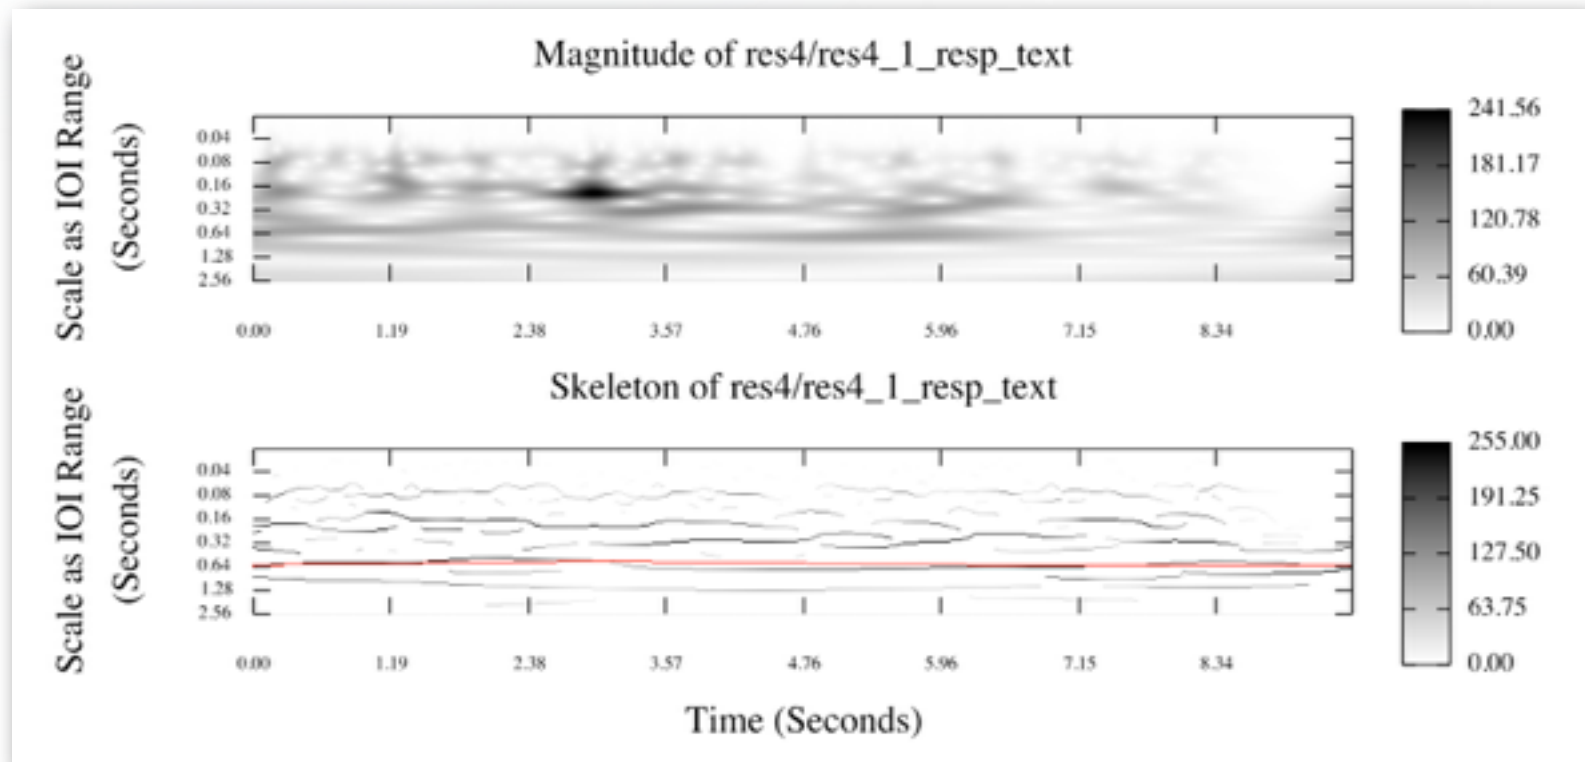 Magnitude of res4/res4_1_resp_text
Scale as IOI Range
(Seconds)
0.04
0.08
0.16
0.32
0.64
1.28
2.56
0.00 1.19 2.38 3.57 4.76 5.96 7.15 8.34
241.56
181.17
120.78
60.39
0.00
Skeleton of res4/res4_1_resp_text
Scale as IOI Range
(Seconds)
0.04
0.08
0.16
0.32
0.64
1.28
2.56
0.00 1.19 2.38 3.57 4.76 5.96 7.15 8.34
255.00
191.25
127.50
63.75
0.00
Time (Seconds)